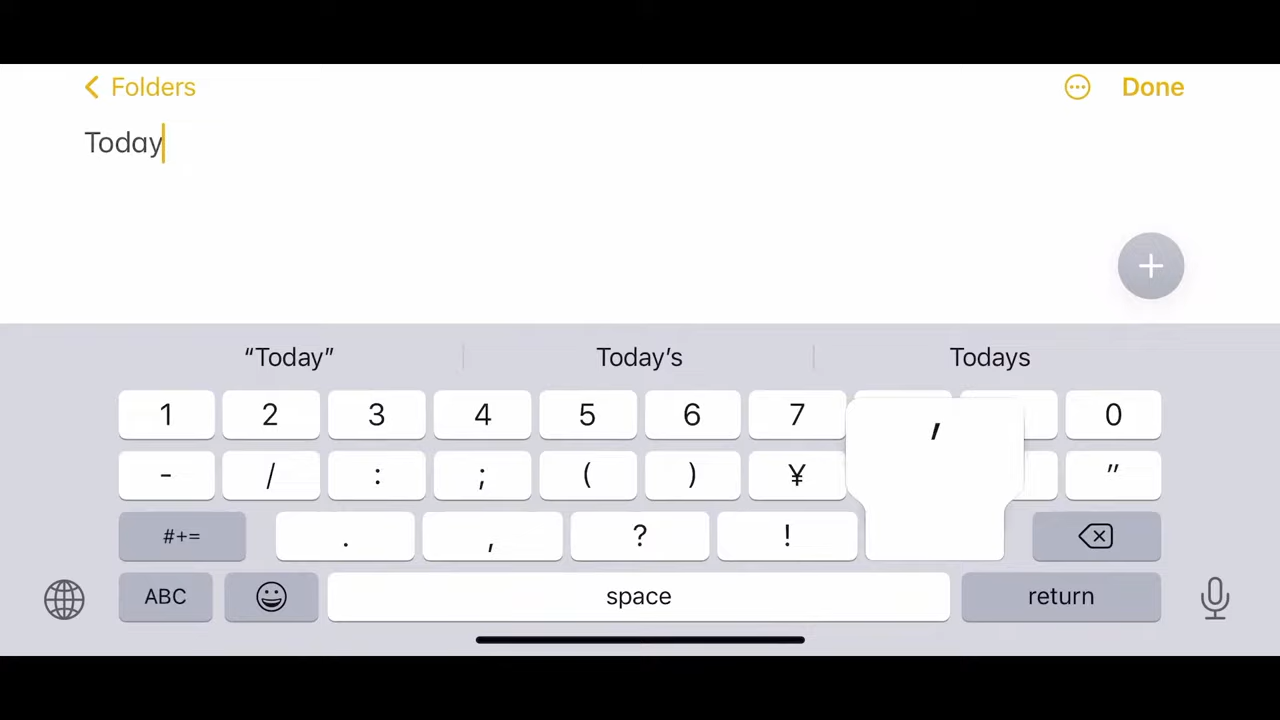 Folders
Done
Today
“Today” Today’s Todays
1 2 3 4 5 6 7 0
- / : ; ( ) ¥ ”
’
#+= . , ? !
ABC space return